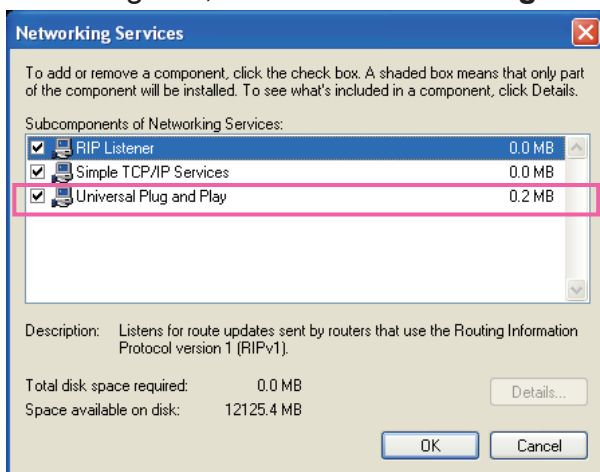 Networking Services
To add or remove a component, click the check box. A shaded box means that only part
of the component will be installed. To see what's included in a component, click Details.
Subcomponents of Networking Services:
RIP Listener 0.0 MB
Simple TCP/IP Services 0.0 MB
Universal Plug and Play 0.2 MB
Description: Listens for route updates sent by routers that use the Routing Information
Protocol version 1 (RIPv1).
Total disk space required: 0.0 MB
Details...
Space available on disk: 12125.4 MB
OK Cancel